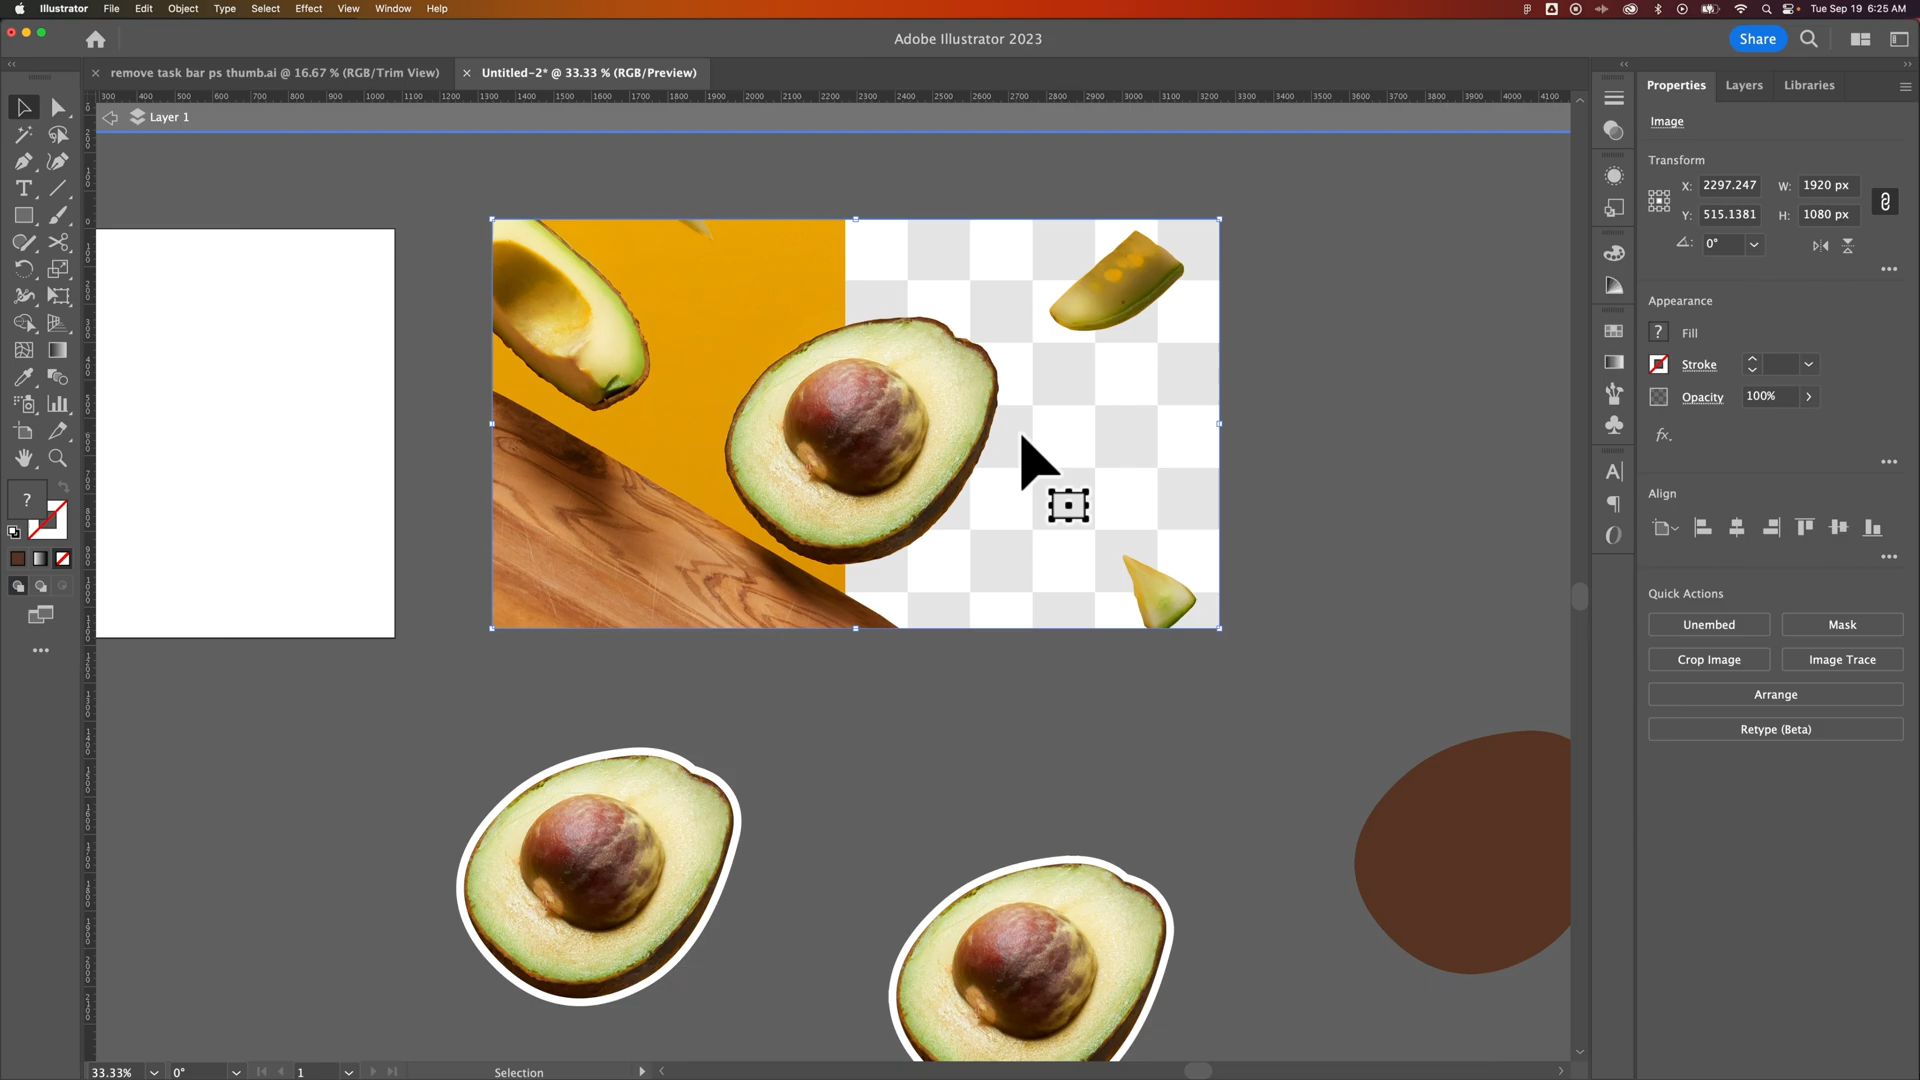 Illustrator File Edit Object Type Select Effect View Window Help Tue Sep 19 6:25 AM
Adobe Illustrator 2023 Share
× remove task bar ps thumb.ai @ 16.67 % (RGB/Trim View) × Untitled-2* @ 33.33 % (RGB/Preview)
300 400 500 600 700 800 900 1000 1100 1200 1300 1400 1500 1600 1700 1800 1900 2000 2100 2200 2300 2400 2500 2600 2700 2800 2900 3000 3100 3200 3300 3400 3500 3600 3700 3800 3900 4000 4100
Layer 1
Properties Layers Libraries
Image
Transform
X: 2297.247 W: 1920 px
Y: 515.1381 H: 1080 px
0°
Appearance
? Fill
Stroke
Opacity 100%
fx.
Align
Quick Actions
Unembed Mask
Crop Image Image Trace
Arrange
Retype (Beta)
?
33.33% 0° 1 Selection